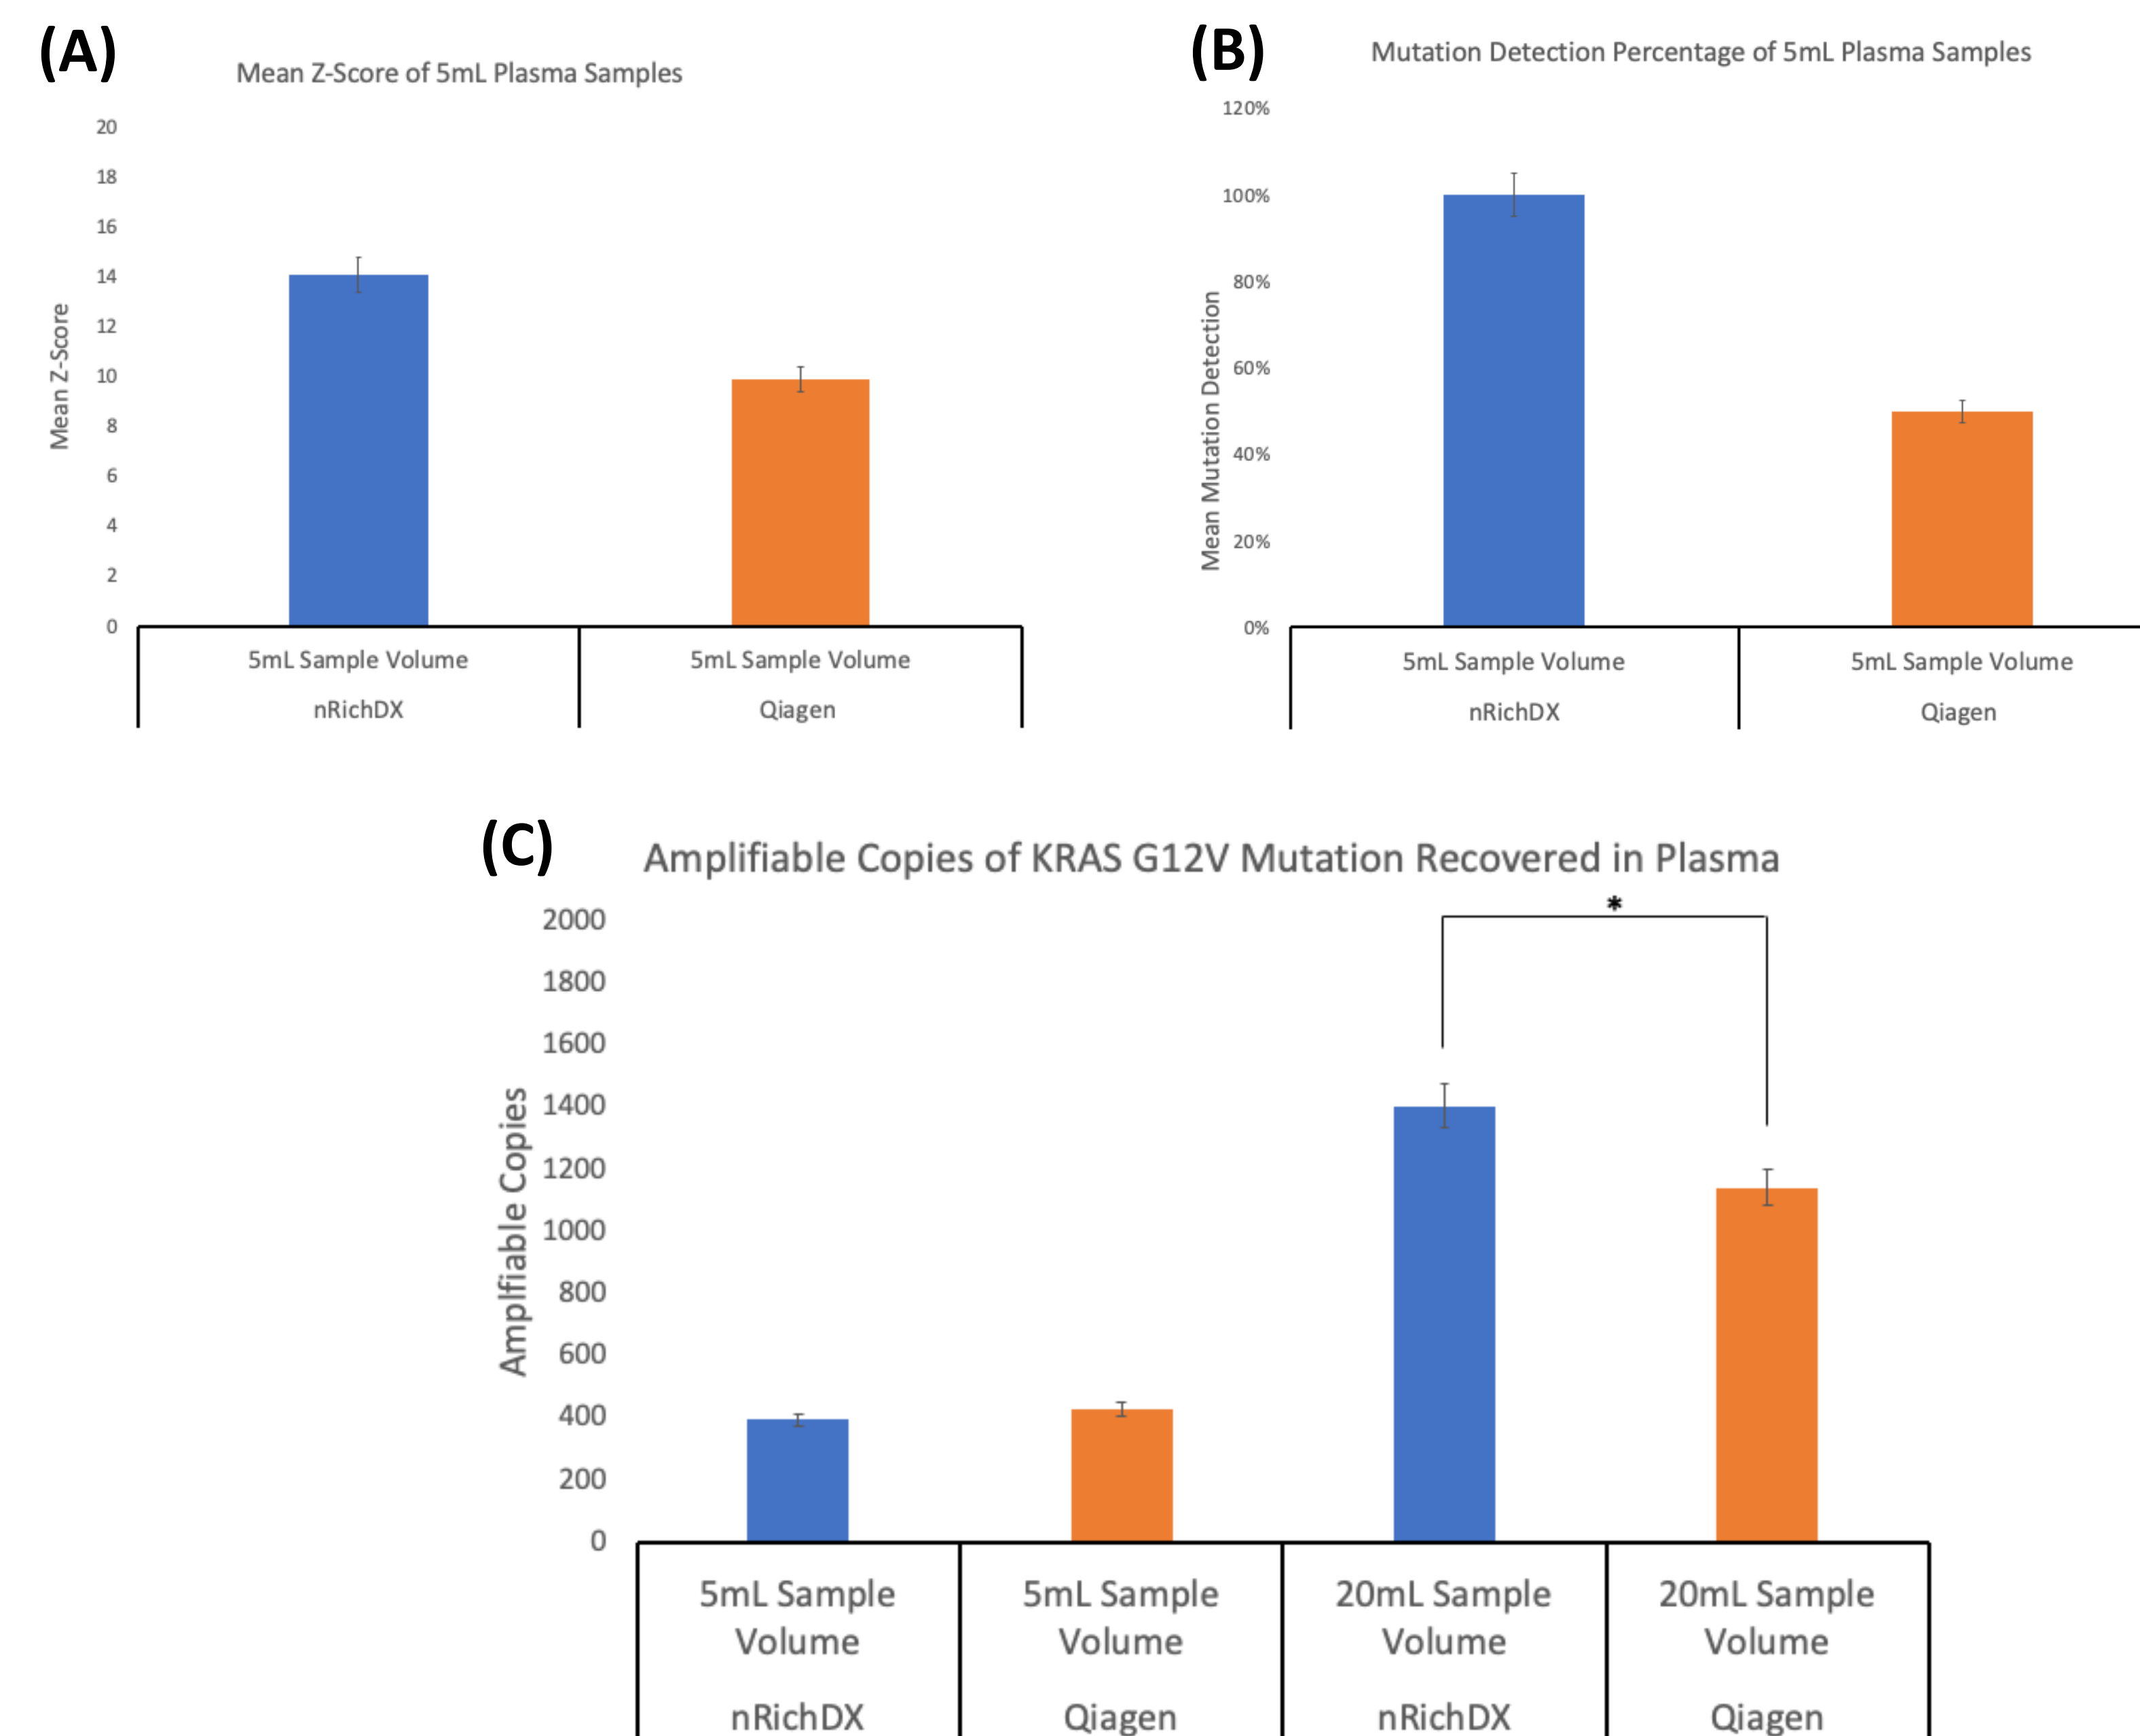 (A)
Mean Z-Score of 5mL Plasma Samples
20
18
16
14
12
10
8
6
4
2
0
Mean Z-Score
5mL Sample Volume
5mL Sample Volume
nRichDX
Qiagen
(B)
Mutation Detection Percentage of 5mL Plasma Samples
120%
100%
80%
60%
40%
20%
0%
Mean Mutation Detection
5mL Sample Volume
5mL Sample Volume
nRichDX
Qiagen
(C)
Amplifiable Copies of KRAS G12V Mutation Recovered in Plasma
*
2000
1800
1600
1400
1200
1000
800
600
400
200
0
Amplfiable Copies
5mL Sample
Volume
nRichDX
5mL Sample
Volume
Qiagen
20mL Sample
Volume
nRichDX
20mL Sample
Volume
Qiagen